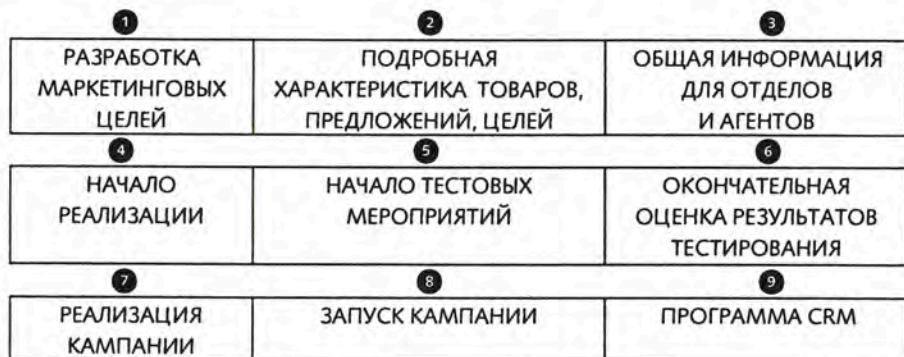 1 2 3
РАЗРАБОТКА
МАРКЕТИНГОВЫХ
ЦЕЛЕЙ
ПОДРОБНАЯ
ХАРАКТЕРИСТИКА ТОВАРОВ,
ПРЕДЛОЖЕНИЙ, ЦЕЛЕЙ
ОБЩАЯ ИНФОРМАЦИЯ
ДЛЯ ОТДЕЛОВ
И АГЕНТОВ
4 5 6
НАЧАЛО
РЕАЛИЗАЦИИ
НАЧАЛО ТЕСТОВЫХ
МЕРОПРИЯТИЙ
ОКОНЧАТЕЛЬНАЯ
ОЦЕНКА РЕЗУЛЬТАТОВ
ТЕСТИРОВАНИЯ
7 8 9
РЕАЛИЗАЦИЯ
КАМПАНИИ
ЗАПУСК КАМПАНИИ
ПРОГРАММА CRM